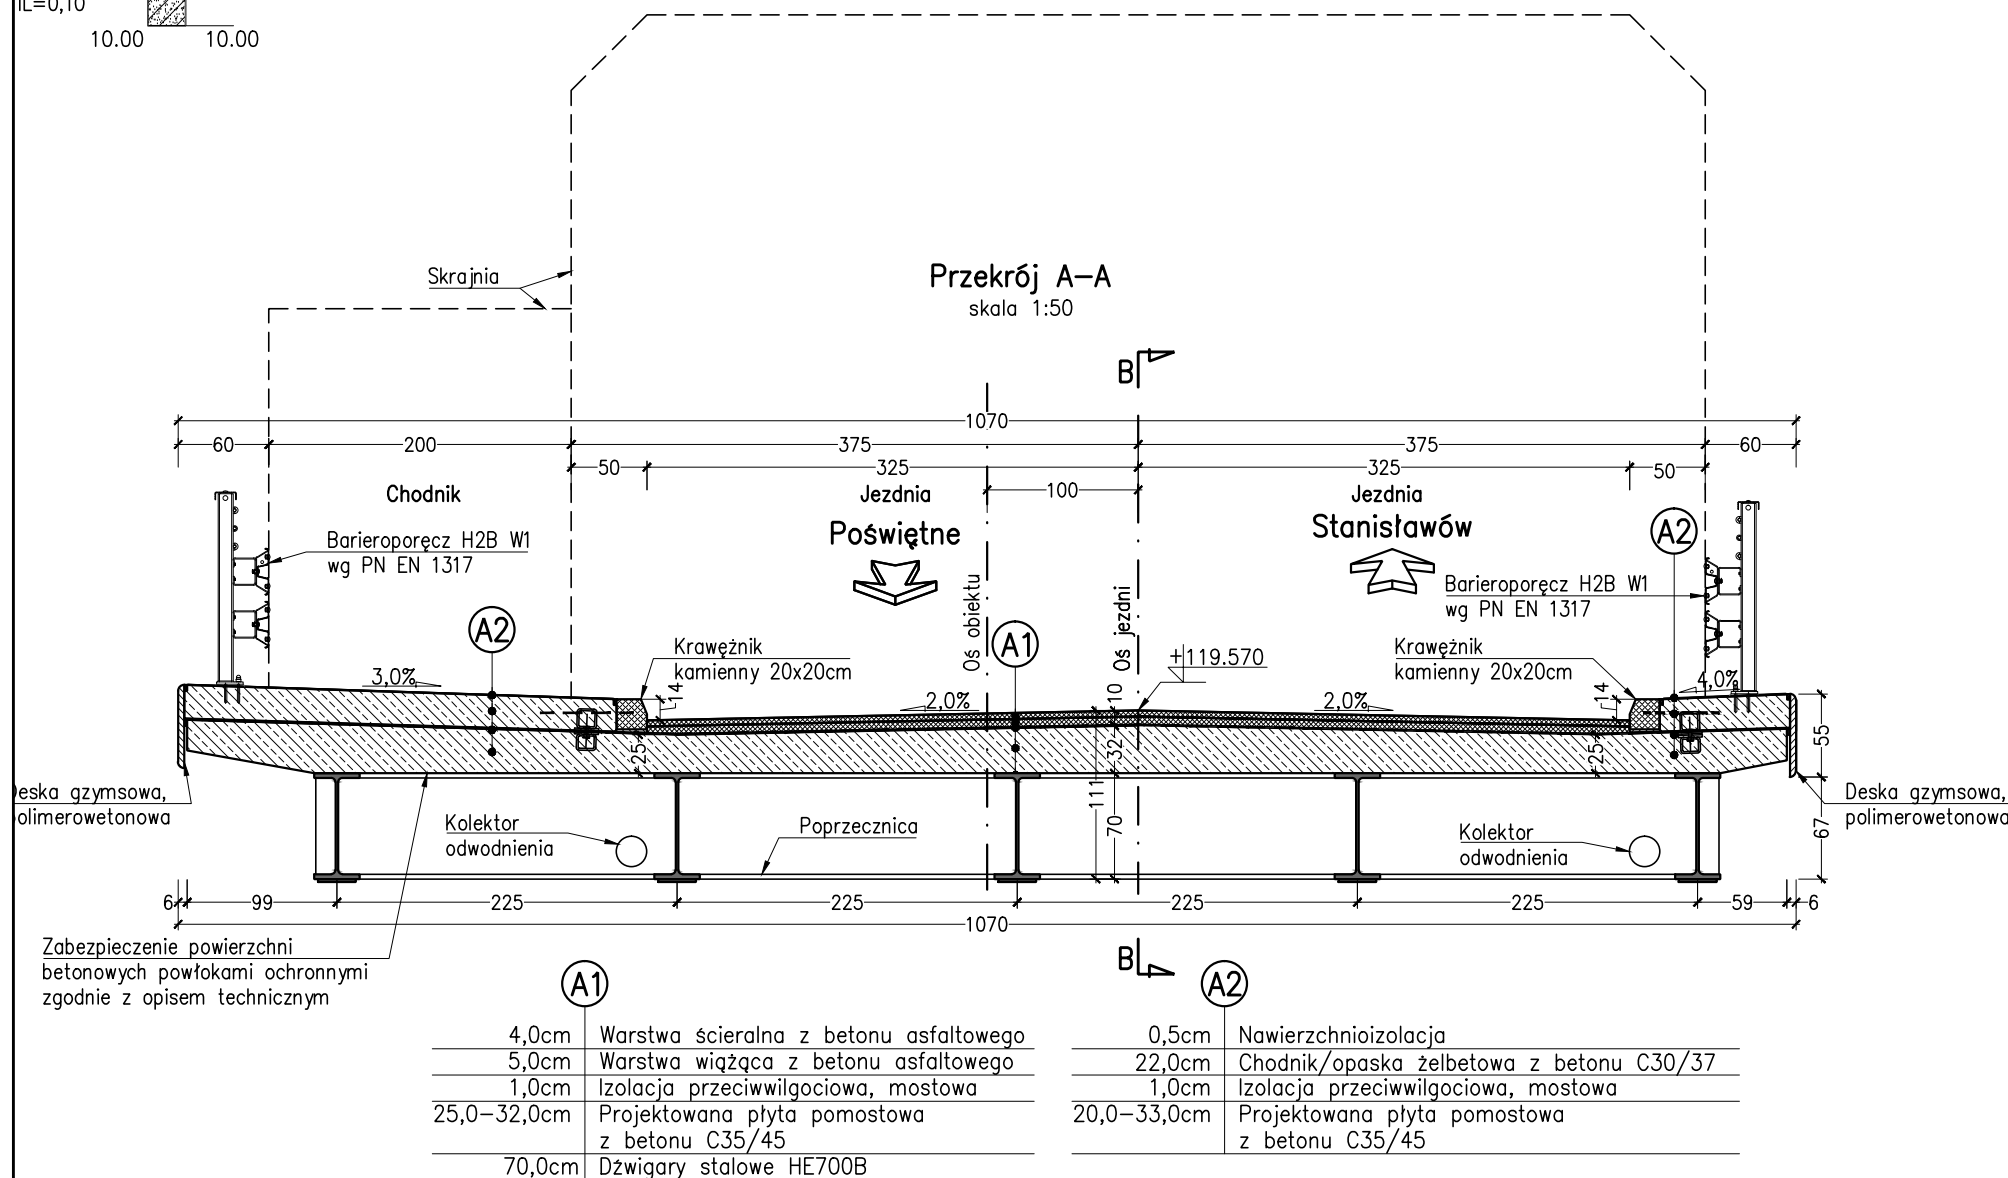 IL=0,10
10.00 10.00
Skrajnia
Przekrój A-A
skala 1:50
B
1070
60 200 375 375 60
50 325 325 50
Chodnik Jezdnia 100 Jezdnia
Poświętne Stanisławów
A2
Barieroporęcz H2B W1
wg PN EN 1317
Barieroporęcz H2B W1
wg PN EN 1317
Oś obiektu
Oś jezdni
A2
A1
Krawężnik
kamienny 20x20cm
+119.570
Krawężnik
kamienny 20x20cm
3,0% 14 2,0% 10 2,0% 14 4,0%
25 32 25 55
111 70 67
Deska gzymsowa,
polimerowetonowa
Kolektor
odwodnienia
Poprzecznica
Kolektor
odwodnienia
Deska gzymsowa,
polimerowetonowa
6 99 225 225 225 225 59 6
1070
Zabezpieczenie powierzchni
betonowych powłokami ochronnymi
zgodnie z opisem technicznym
B
A1
4,0cm Warstwa ścieralna z betonu asfaltowego
5,0cm Warstwa wiążąca z betonu asfaltowego
1,0cm Izolacja przeciwwilgociowa, mostowa
25,0-32,0cm Projektowana płyta pomostowa
z betonu C35/45
70,0cm Dźwigary stalowe HE700B
A2
0,5cm Nawierzchnioizolacja
22,0cm Chodnik/opaska żelbetowa z betonu C30/37
1,0cm Izolacja przeciwwilgociowa, mostowa
20,0-33,0cm Projektowana płyta pomostowa
z betonu C35/45